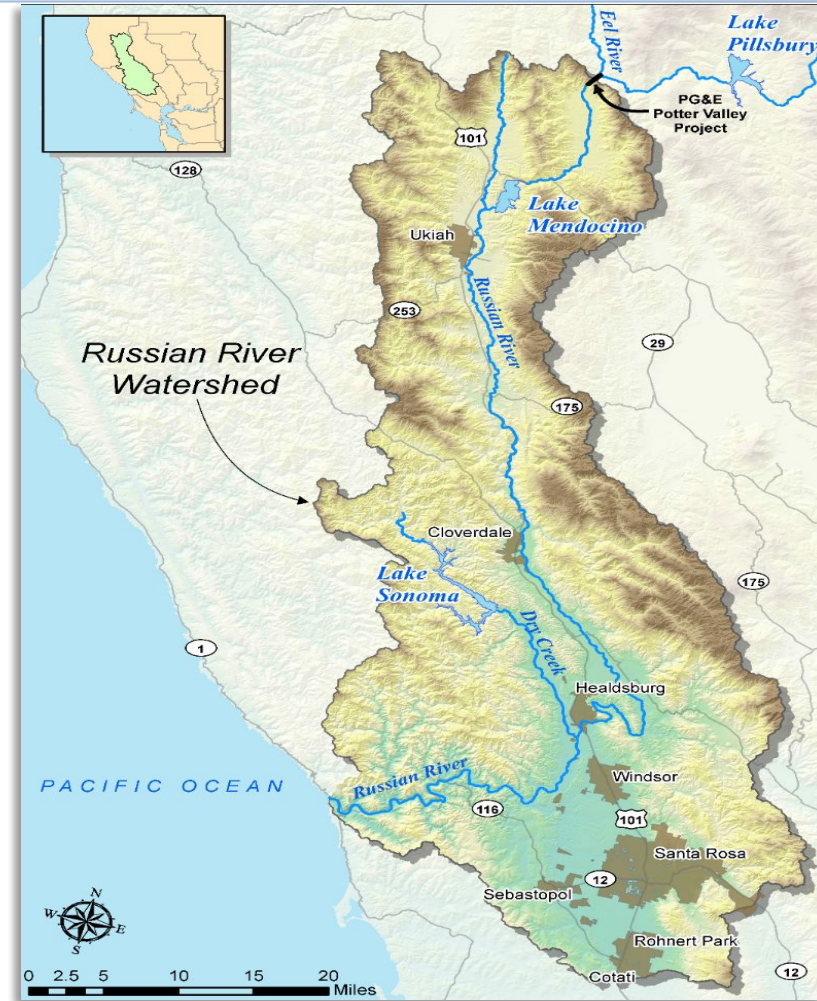 Eel River
Lake
Pillsbury
PG&E
Potter Valley
Project
101
128
Lake
Mendocino
Ukiah
Russian River
253
29
Russian River
Watershed
175
Cloverdale
Lake
Sonoma
175
Dry Creek
1
Healdsburg
Windsor
PACIFIC OCEAN
Russian River
116
101
Santa Rosa
12
Sebastopol
N
W
E
S
Rohnert Park
12
Cotati
0 2.5 5 10 15 20
Miles